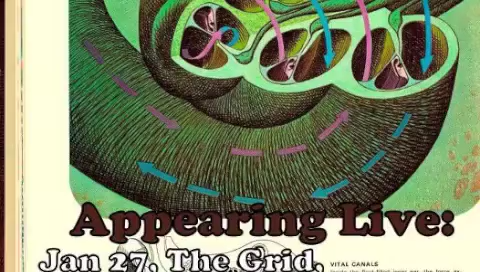 Appearing Live:
Jan 27, The Grid,
VITAL CANALS